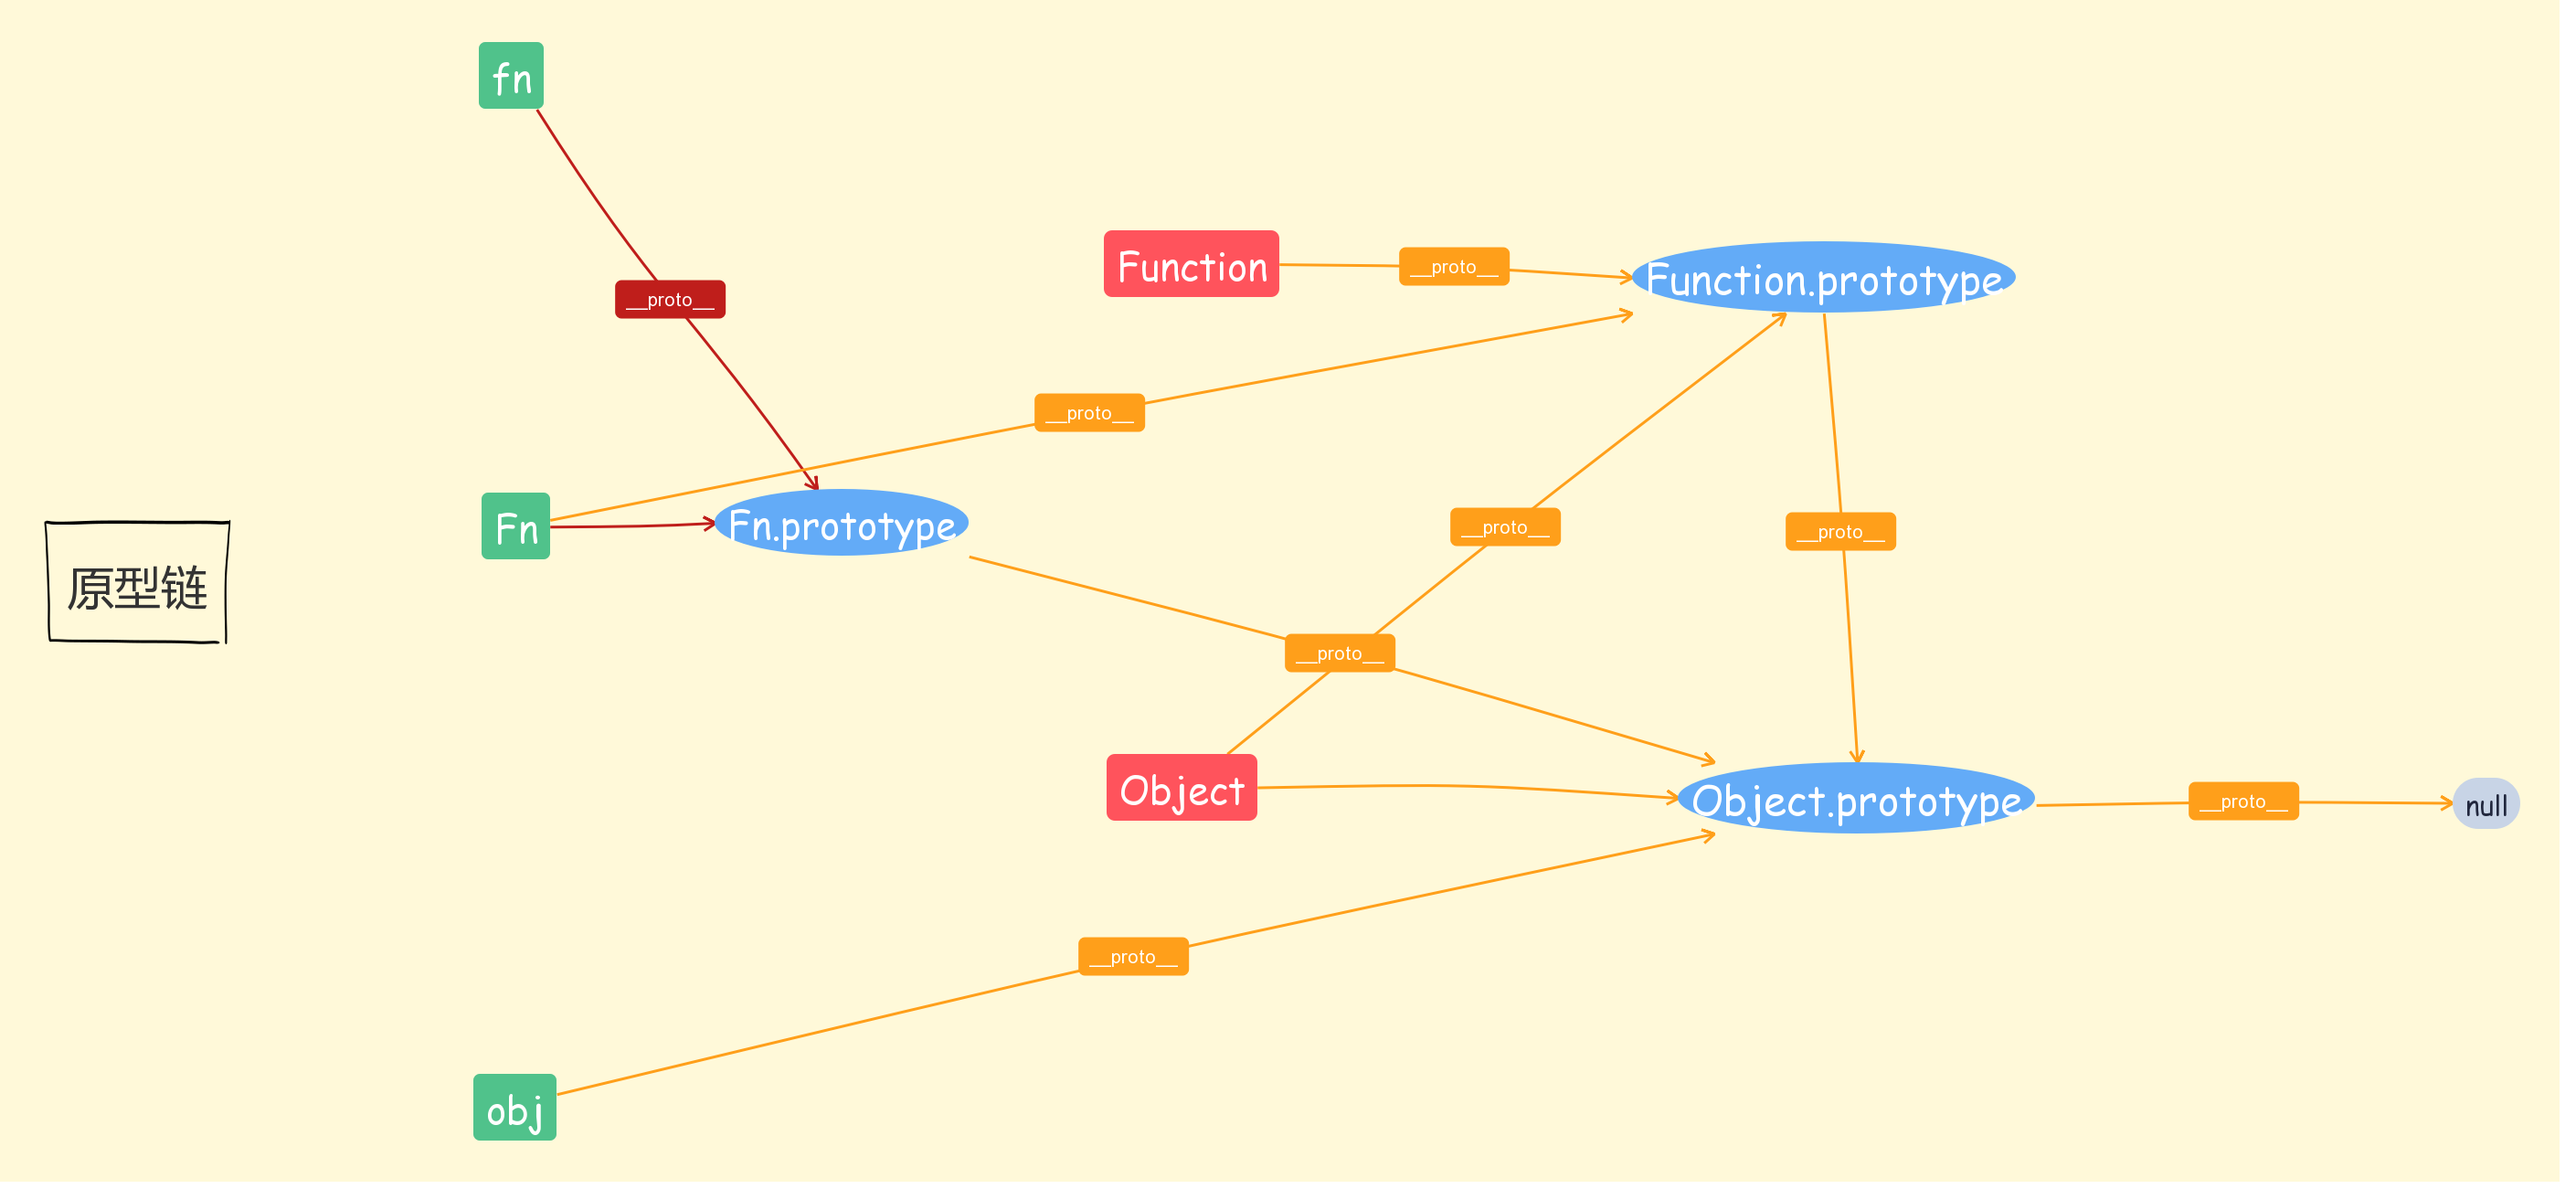 fn
Function
__proto__
Function.prototype
__proto__
__proto__
Fn
Fn.prototype
__proto__
__proto__
原型链
__proto__
Object
Object.prototype
__proto__
null
__proto__
obj